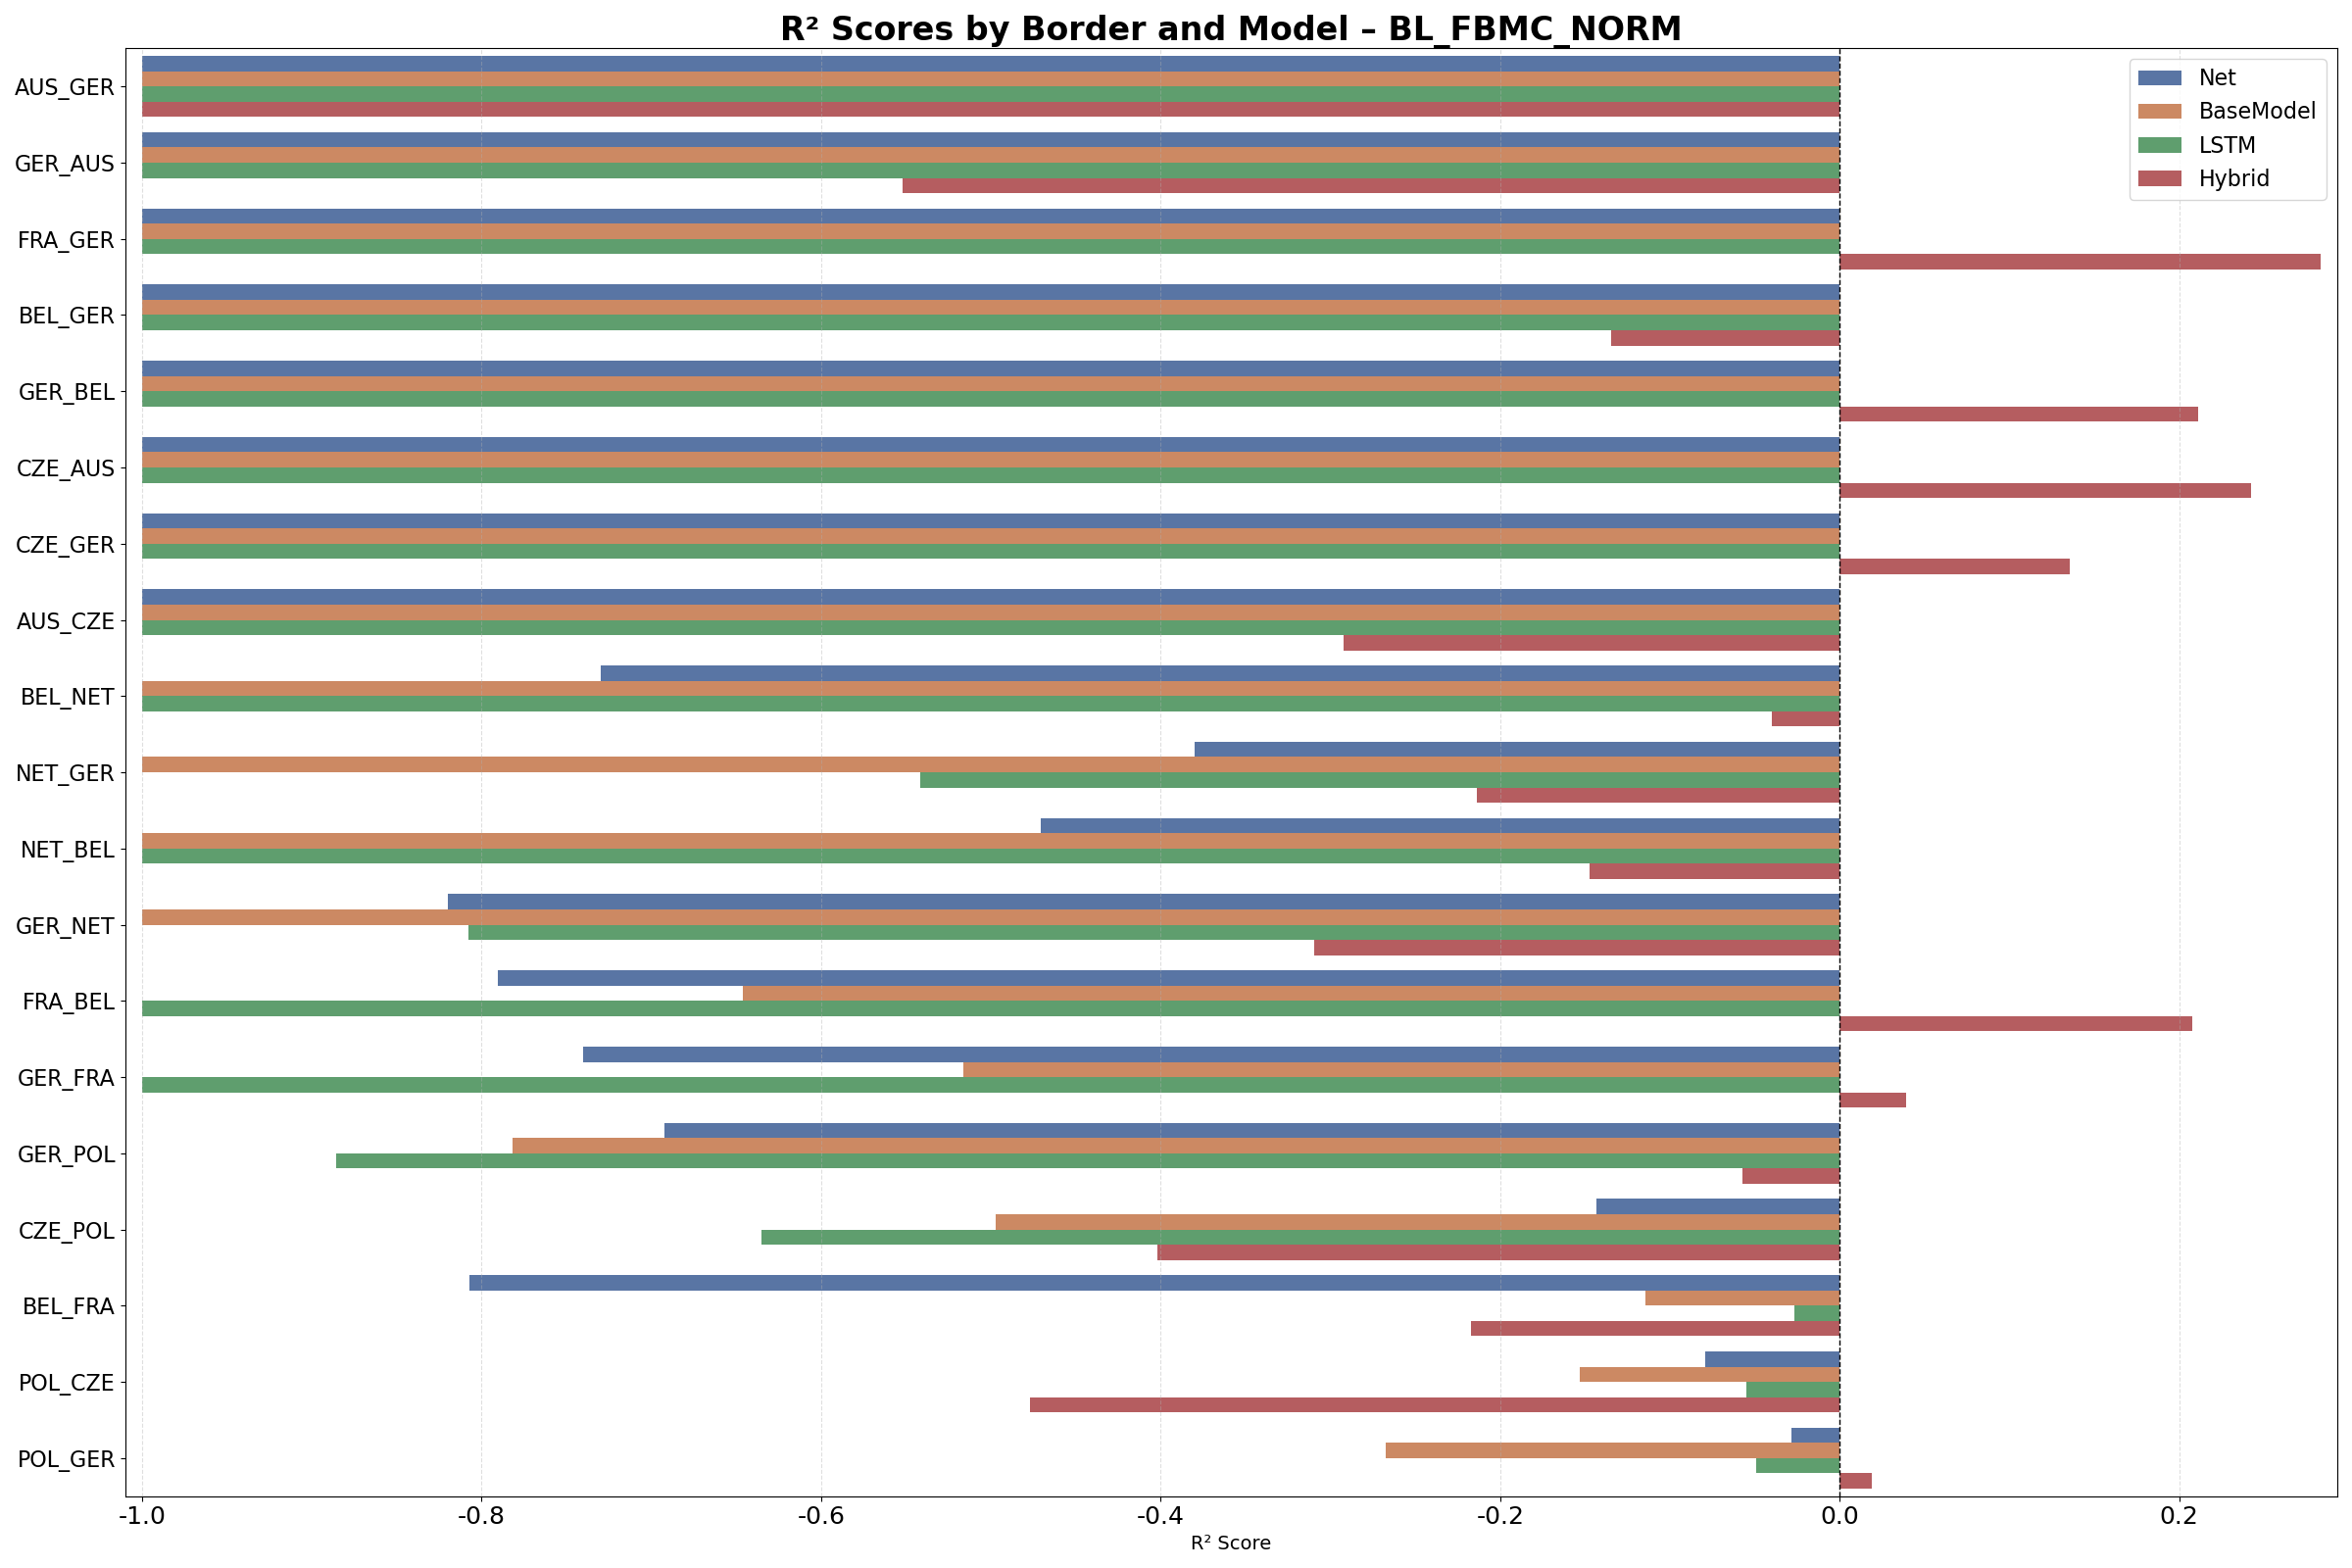 R² Scores by Border and Model – BL_FBMC_NORM
Net
BaseModel
LSTM
Hybrid
AUS_GER
GER_AUS
FRA_GER
BEL_GER
GER_BEL
CZE_AUS
CZE_GER
AUS_CZE
BEL_NET
NET_GER
NET_BEL
GER_NET
FRA_BEL
GER_FRA
GER_POL
CZE_POL
BEL_FRA
POL_CZE
POL_GER
-1.0 -0.8 -0.6 -0.4 -0.2 0.0 0.2
R² Score